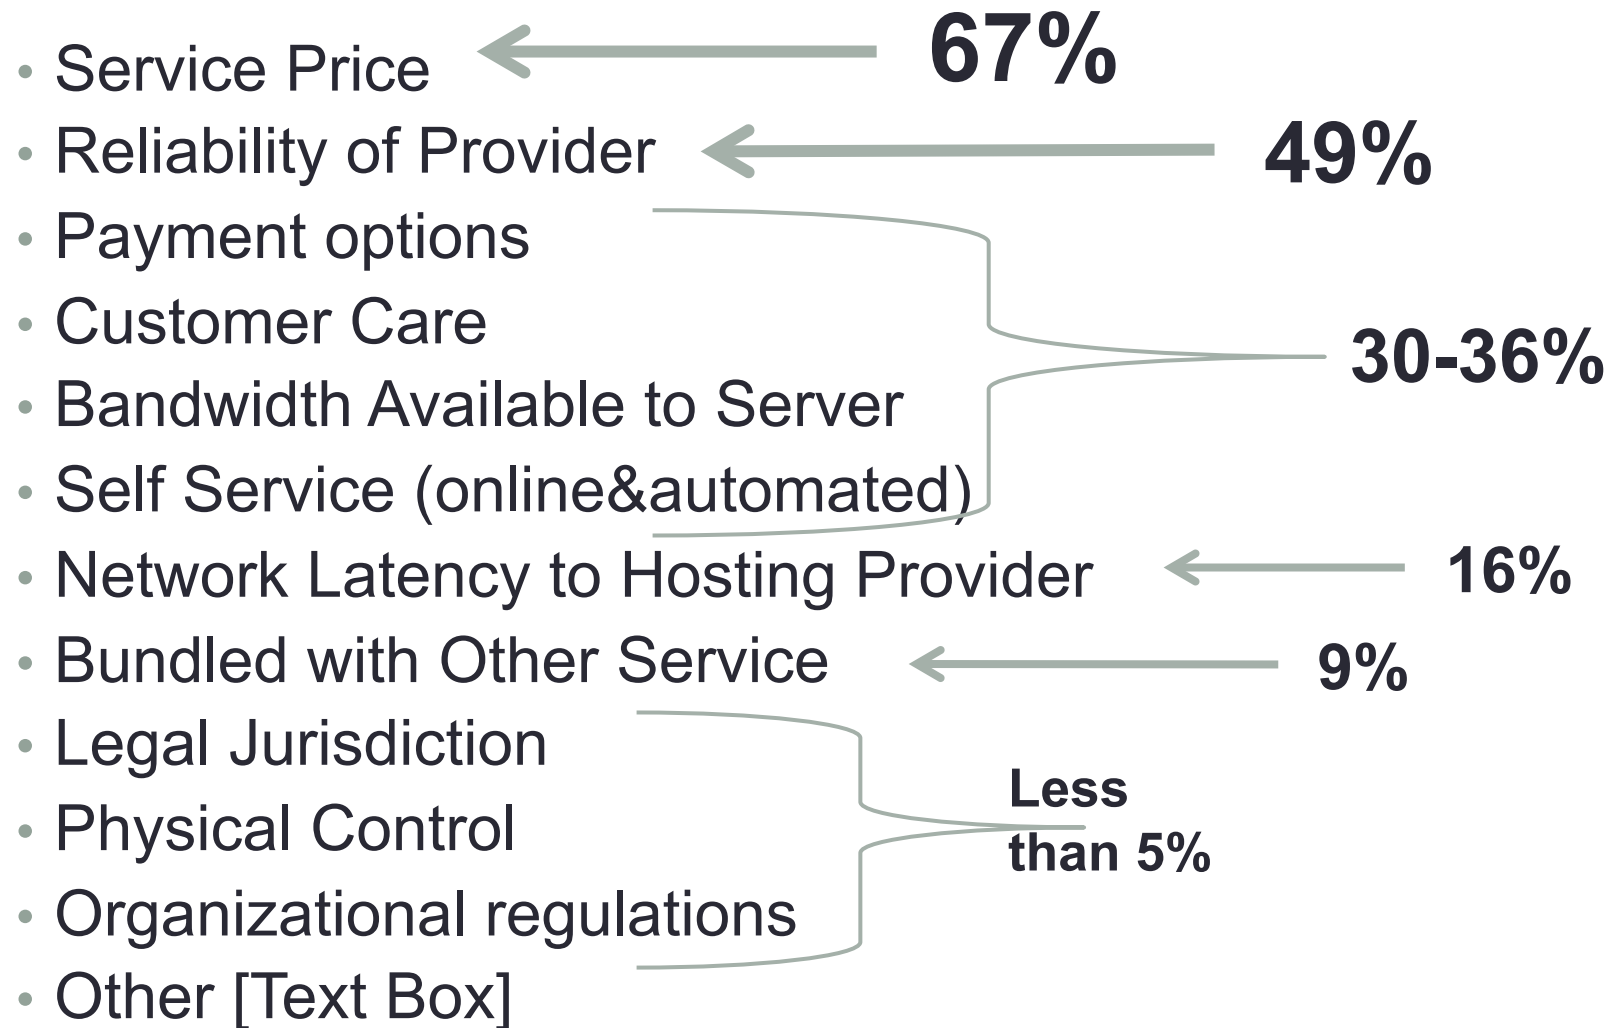 • Service Price 67%
• Reliability of Provider 49%
• Payment options
• Customer Care
30-36%
• Bandwidth Available to Server
• Self Service (online&automated)
• Network Latency to Hosting Provider 16%
• Bundled with Other Service 9%
• Legal Jurisdiction
Less
than 5%
• Physical Control
• Organizational regulations
• Other [Text Box]